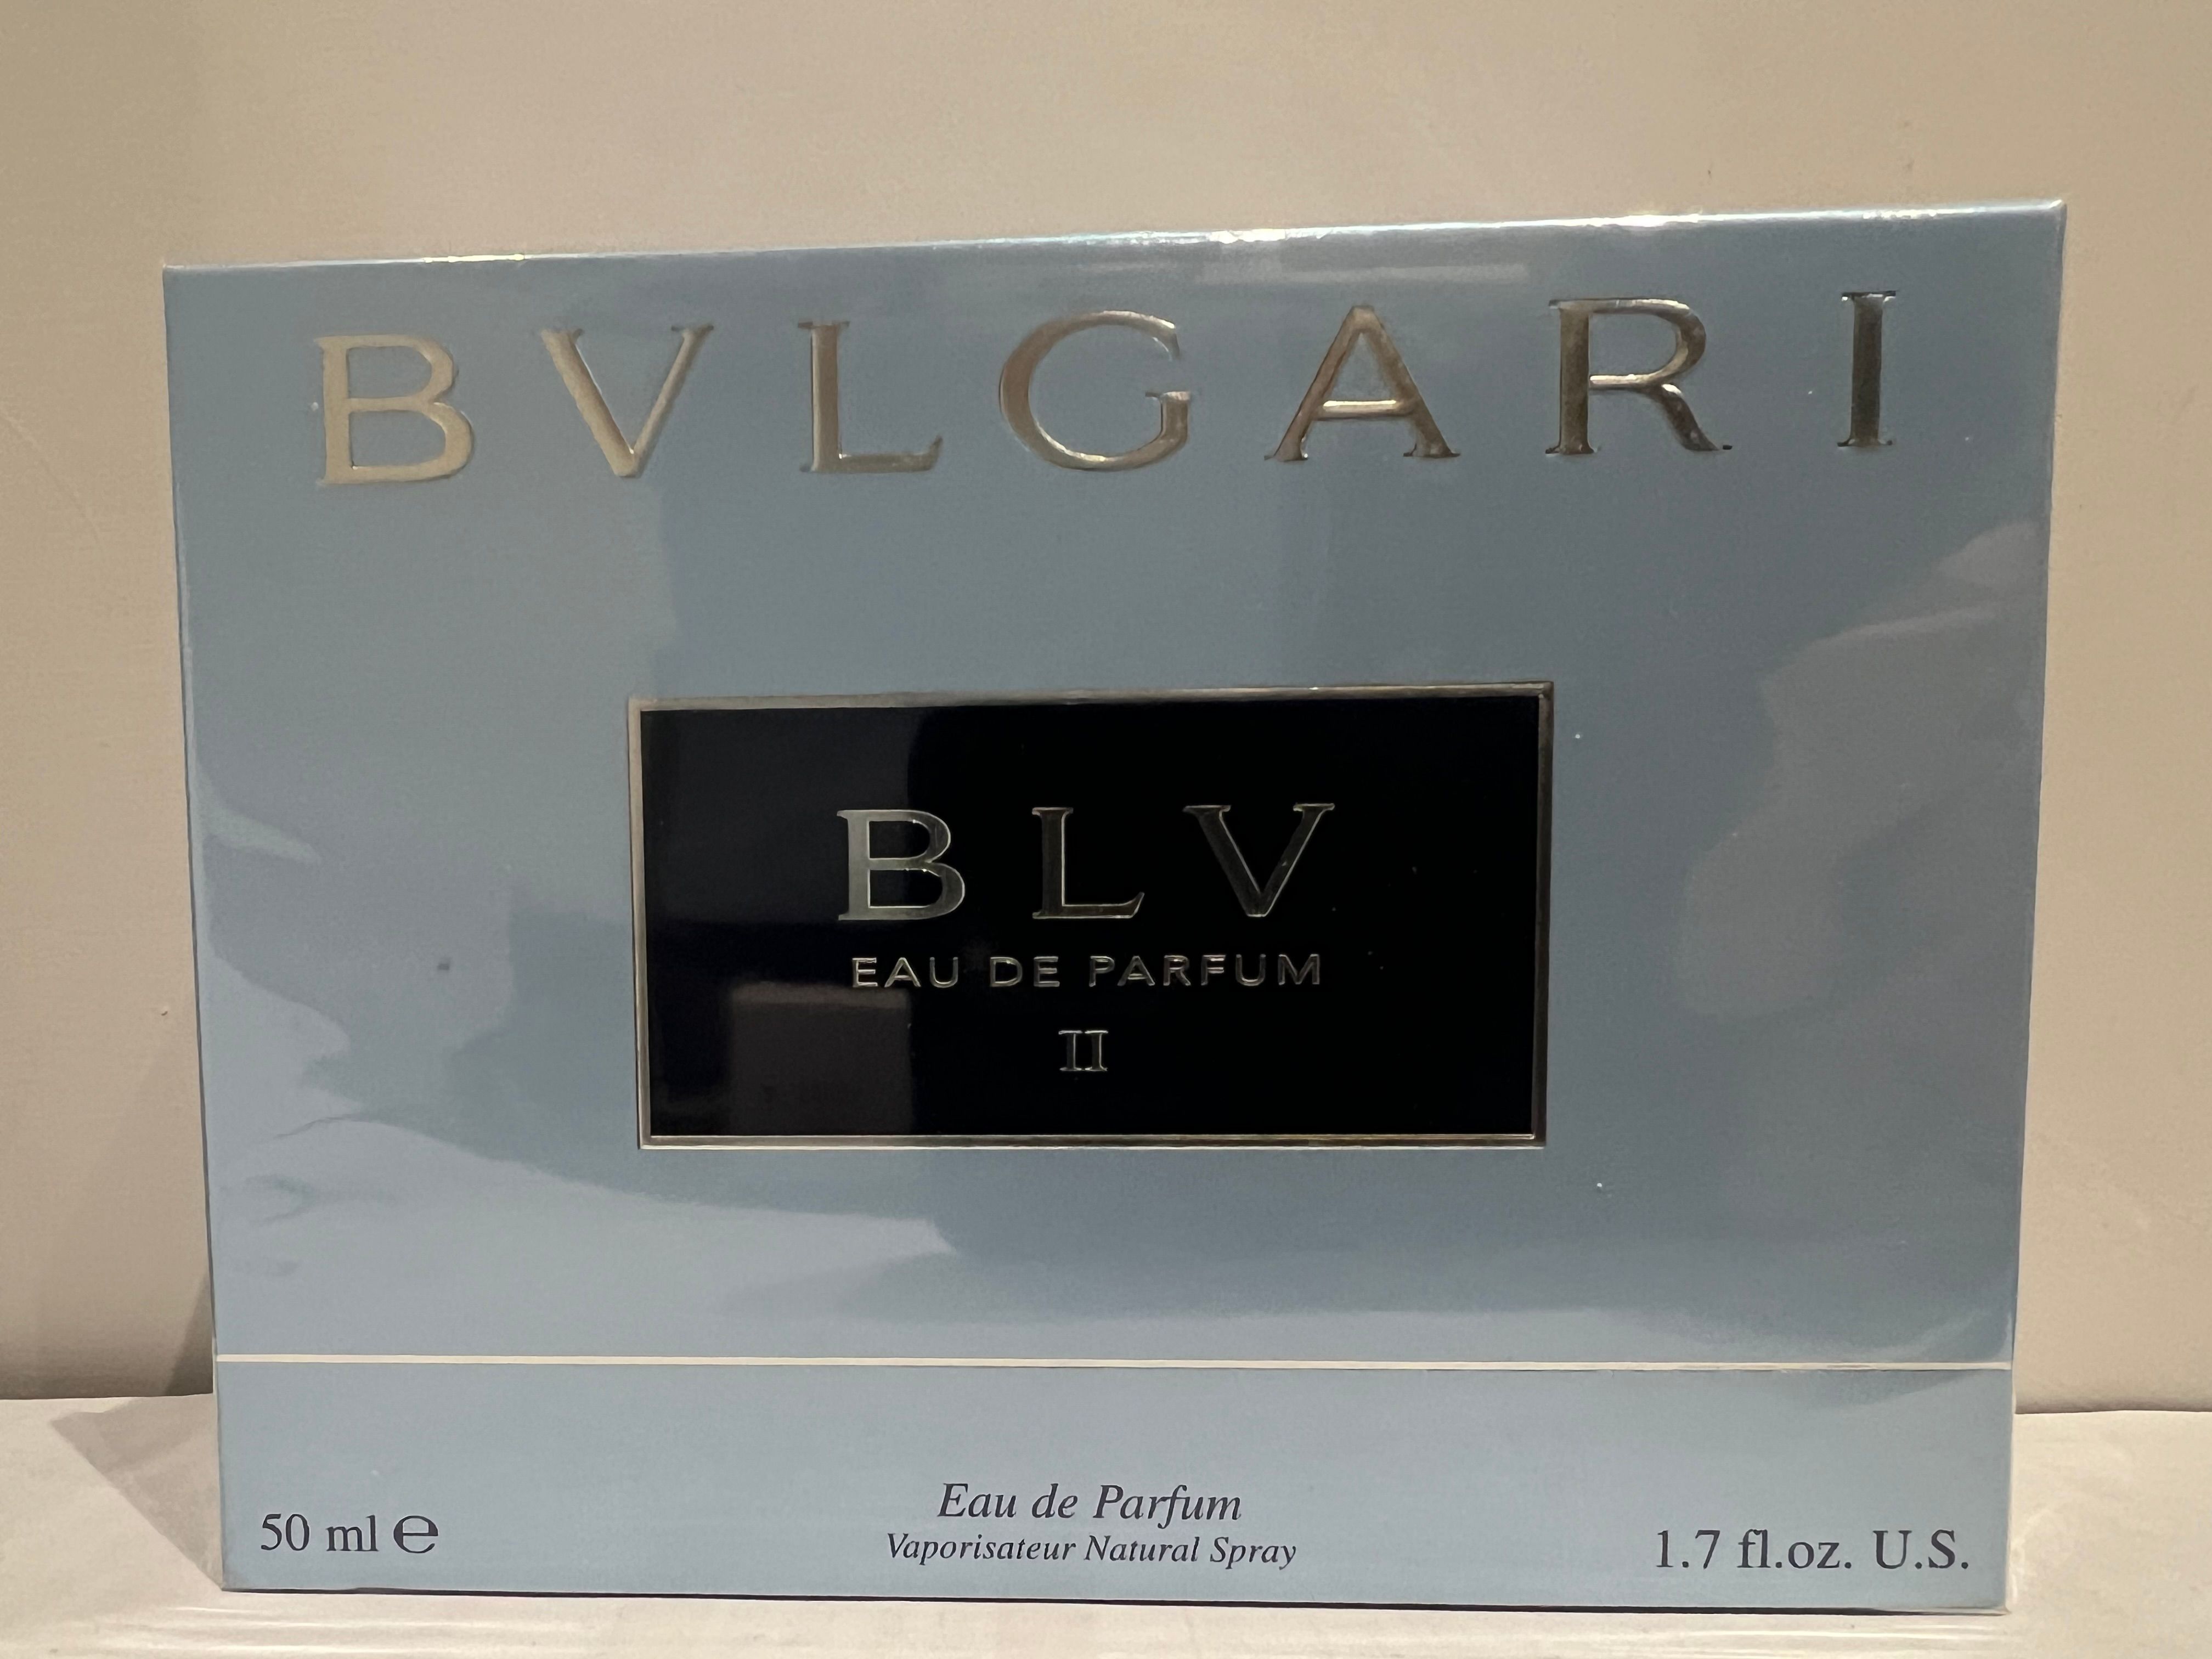 BVLGARI
BLV
EAU DE PARFUM
II
Eau de Parfum
Vaporisateur Natural Spray
50 ml ℮
1.7 fl.oz. U.S.